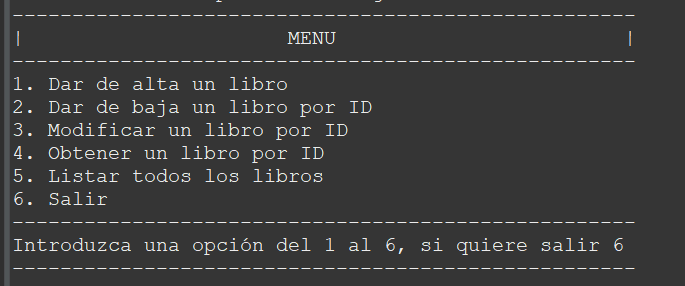 ----------------------------------------------------
|                      MENU                        |
----------------------------------------------------
1. Dar de alta un libro
2. Dar de baja un libro por ID
3. Modificar un libro por ID
4. Obtener un libro por ID
5. Listar todos los libros
6. Salir
----------------------------------------------------
Introduzca una opción del 1 al 6, si quiere salir 6
----------------------------------------------------